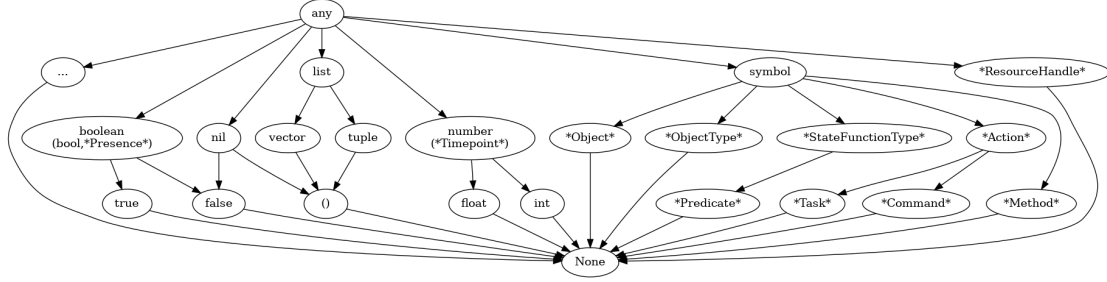 any
...
list
symbol
*ResourceHandle*
boolean
(bool,*Presence*)
nil
vector
tuple
number
(*Timepoint*)
*Object*
*ObjectType*
*StateFunctionType*
*Action*
true
false
()
float
int
*Predicate*
*Task*
*Command*
*Method*
None